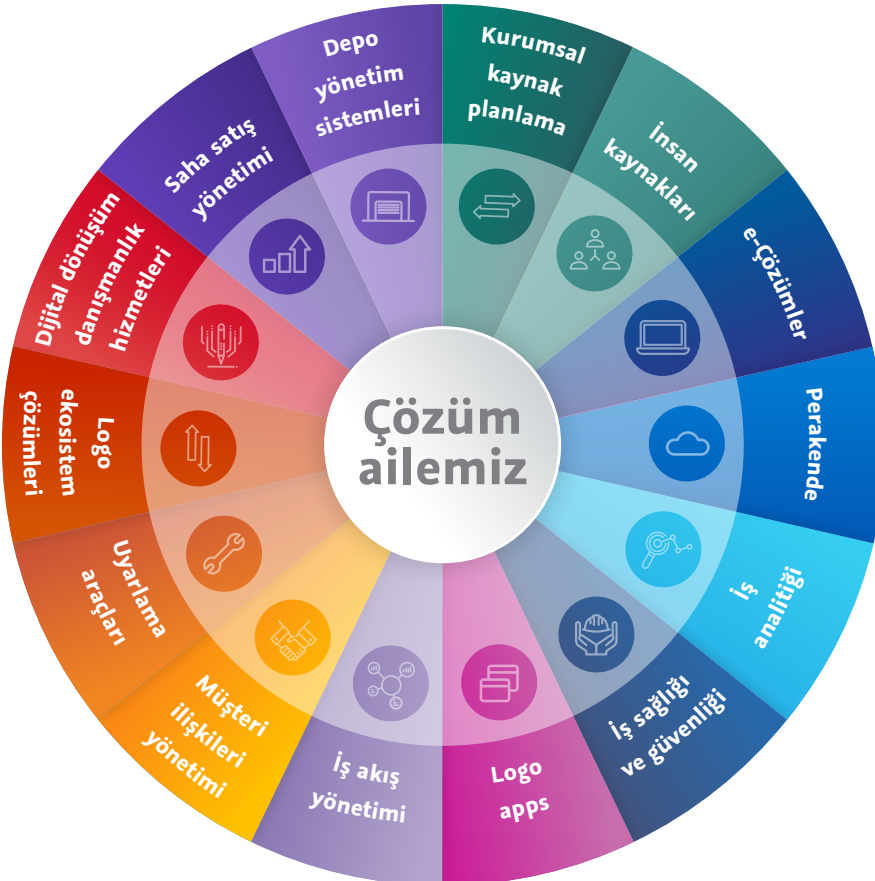 Çözüm
ailemiz
Kurumsal
kaynak
planlama
İnsan
kaynakları
e-Çözümler
Perakende
İş
analitiği
İş sağlığı
ve güvenliği
Logo
apps
İş akış
yönetimi
Müşteri
ilişkileri
yönetimi
Uyarlama
araçları
Logo
ekosistem
çözümleri
Dijital dönüşüm
danışmanlık
hizmetleri
Saha satış
yönetimi
Depo
yönetim
sistemleri